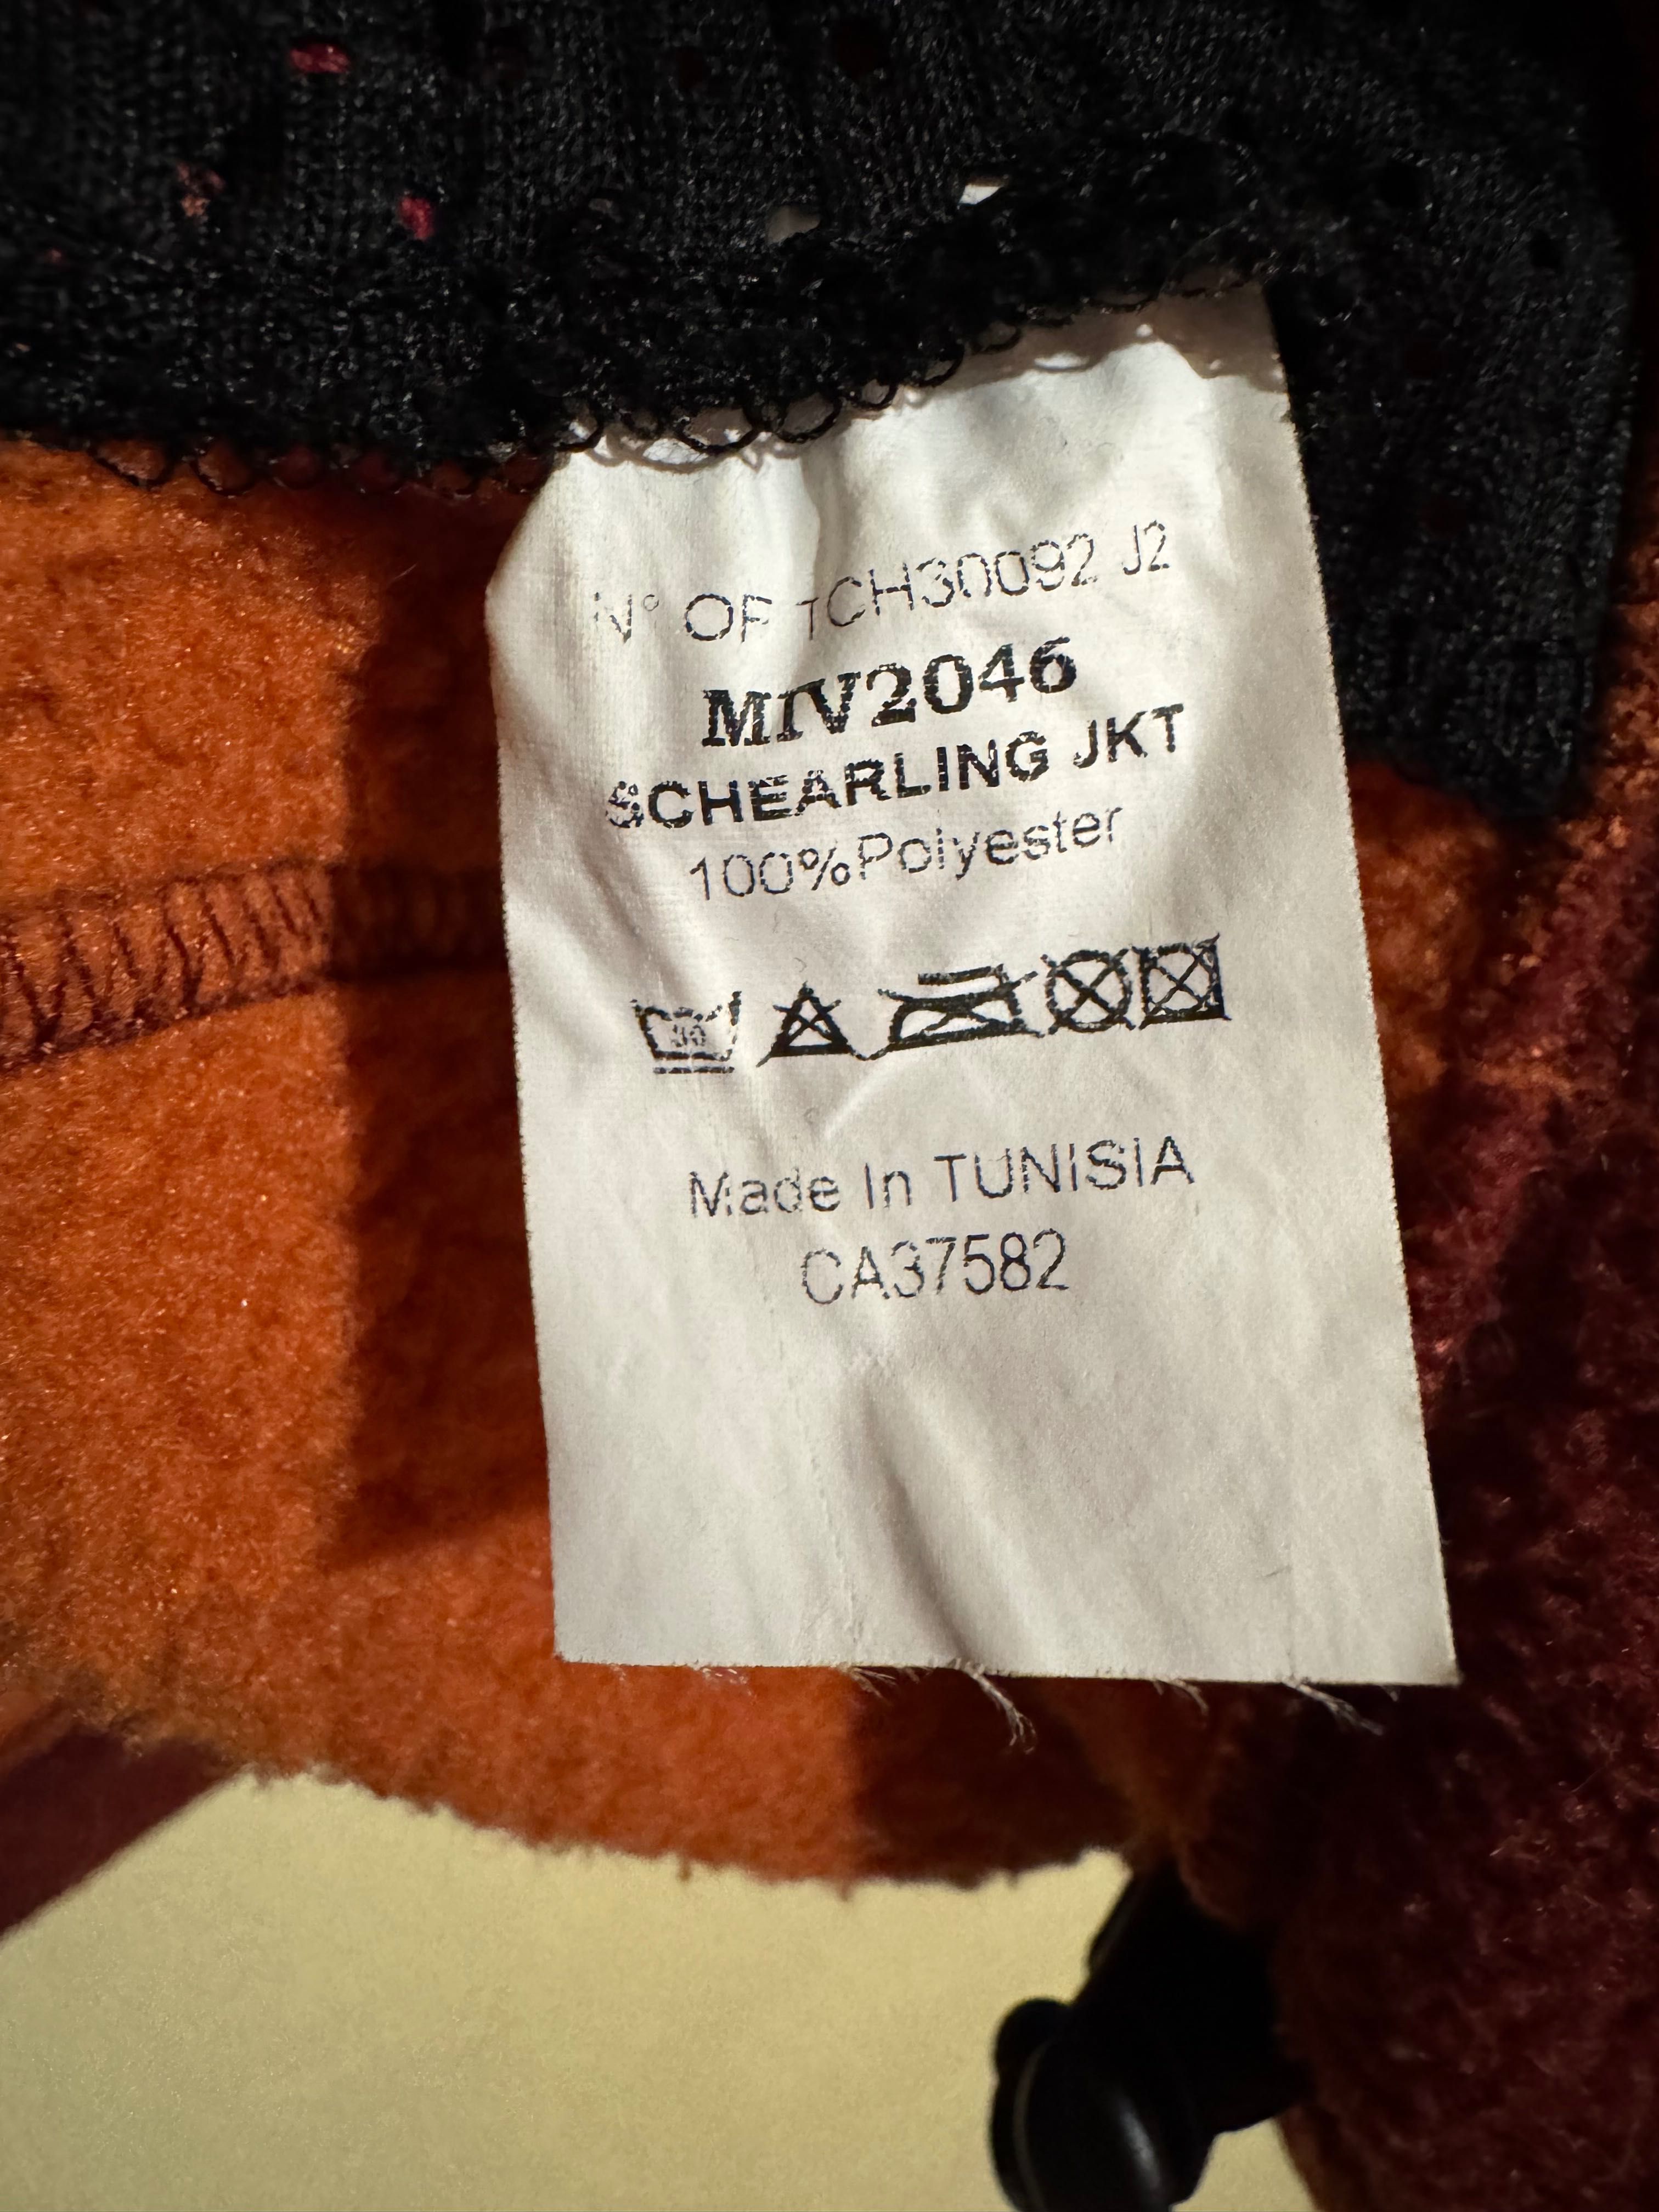 N° OF TCH30092 J2
MIV2046
SCHEARLING JKT
100%Polyester
30
Made In TUNISIA
CA37582